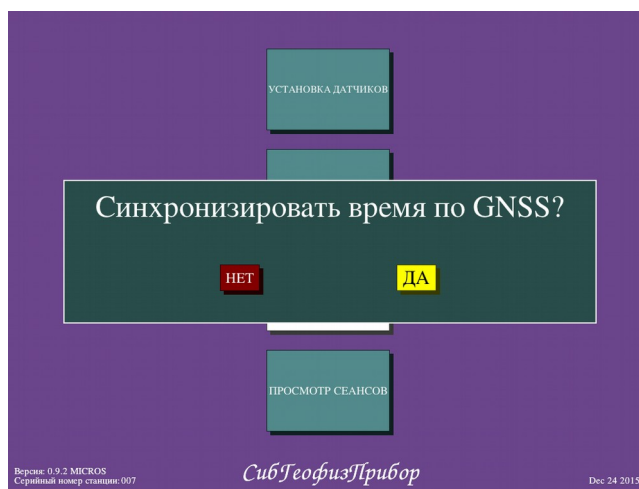 УСТАНОВКА ДАТЧИКОВ
Синхронизировать время по GNSS?
НЕТ ДА
ПРОСМОТР СЕАНСОВ
Версия: 0.9.2 MICROS
Серийный номер станции: 007
СибГеофизПрибор
Dec 24 2015